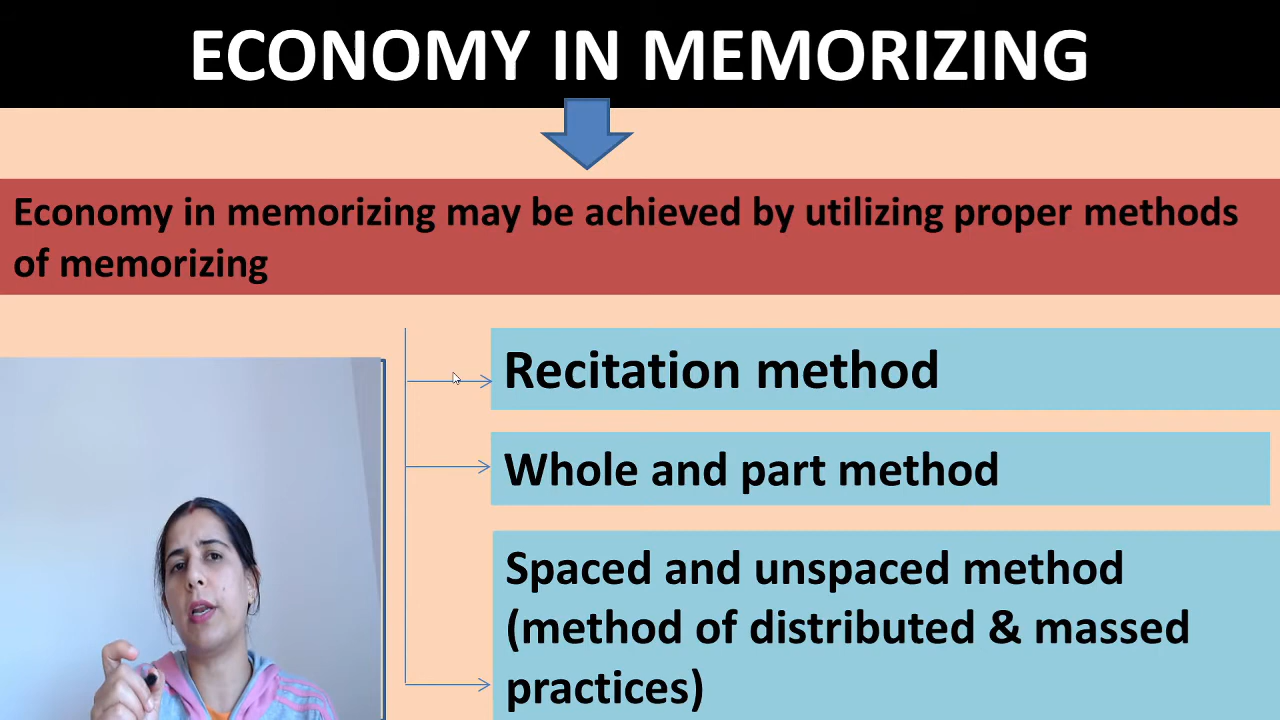 ECONOMY IN MEMORIZING
Economy in memorizing may be achieved by utilizing proper methods
of memorizing
Recitation method
Whole and part method
Spaced and unspaced method
(method of distributed & massed
practices)